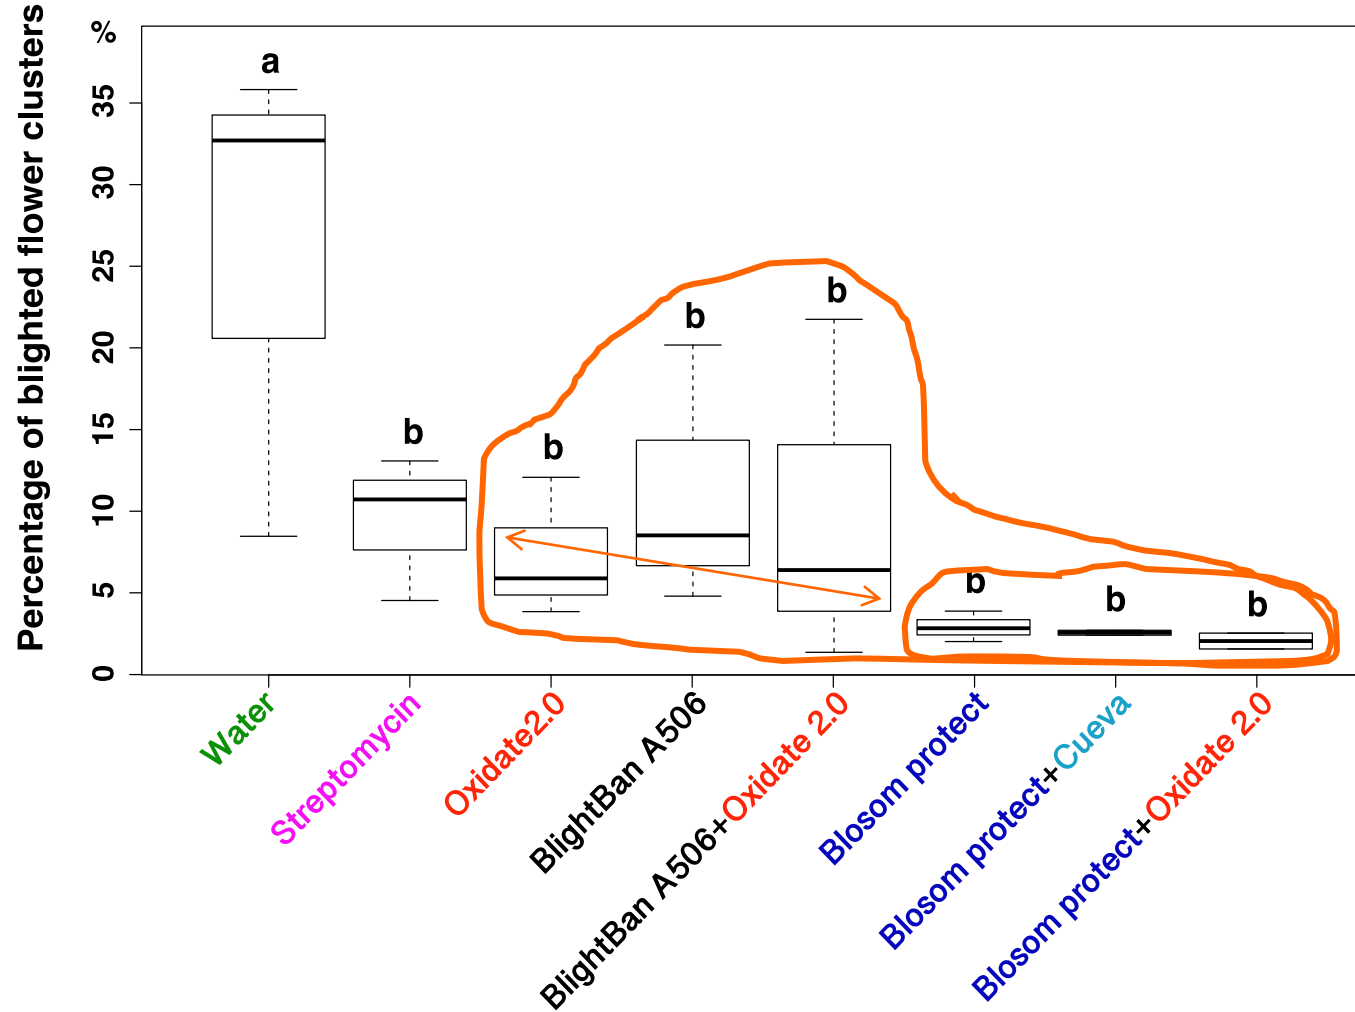 Percentage of blighted flower clusters
%
35
30
25
20
15
10
5
0
a
b
b
b
b
b
b
b
Water
Streptomycin
Oxidate2.0
BlightBan A506
BlightBan A506+Oxidate 2.0
Blosom protect
Blosom protect+Cueva
Blosom protect+Oxidate 2.0